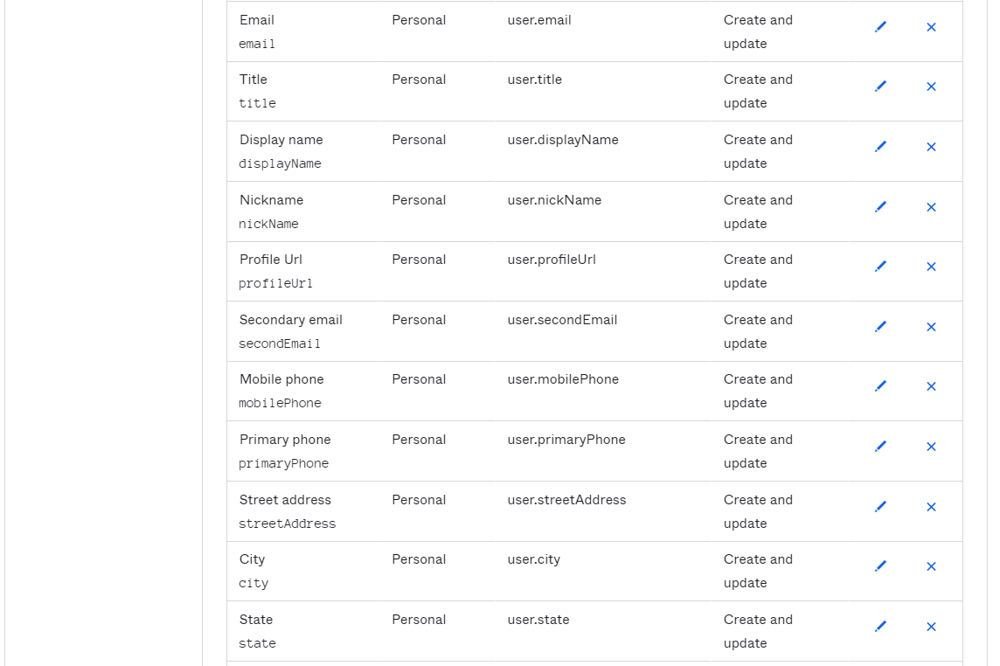 Email Personal user.email Create and
email update
Title Personal user.title Create and
title update
Display name Personal user.displayName Create and
displayName update
Nickname Personal user.nickName Create and
nickName update
Profile Url Personal user.profileUrl Create and
profileUrl update
Secondary email Personal user.secondEmail Create and
secondEmail update
Mobile phone Personal user.mobilePhone Create and
mobilePhone update
Primary phone Personal user.primaryPhone Create and
primaryPhone update
Street address Personal user.streetAddress Create and
streetAddress update
City Personal user.city Create and
city update
State Personal user.state Create and
state update